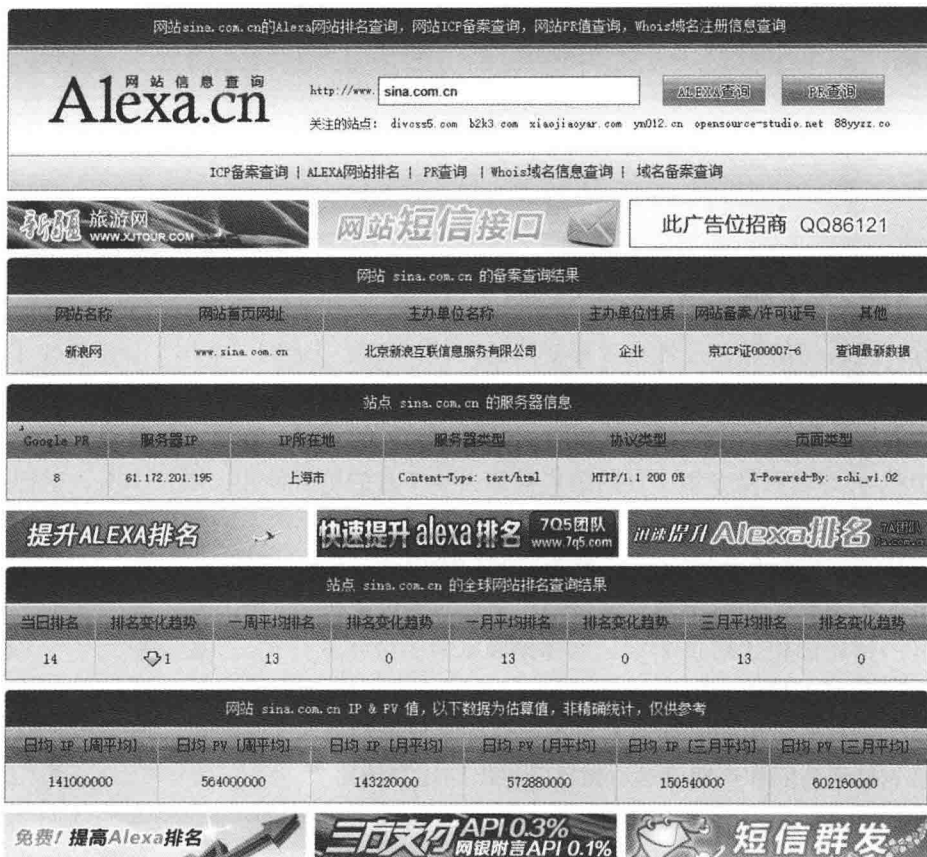 网站sina.com.cn的Alexa网站排名查询，网站ICP备案查询，网站PR值查询，Whois域名注册信息查询
网站信息查询
Alexa.cn
http://www. sina.com.cn ALEXA查询 PR查询
关注的站点： divcss5.com b2k3.com xiaojiaoyar.com ym012.cn opensource-studio.net 88yyzz.co
ICP备案查询 | ALEXA网站排名 | PR查询 | Whois域名信息查询 | 域名备案查询
新疆 旅游网 WWW.XJTOUR.COM 网站短信接口 此广告位招商 QQ86121
网站 sina.com.cn 的备案查询结果
网站名称 网站首页网址 主办单位名称 主办单位性质 网站备案/许可证号 其他
新浪网 www.sina.com.cn 北京新浪互联信息服务有限公司 企业 京ICP证000007-6 查询最新数据
站点 sina.com.cn 的服务器信息
Google PR 服务器IP IP所在地 服务器类型 协议类型 页面类型
8 61.172.201.195 上海市 Content-Type: text/html HTTP/1.1 200 OK X-Powered-By: schi_v1.02
提升ALEXA排名 快速提升 alexa 排名 7Q5团队 www.7q5.com 迅速提升Alexa排名
站点 sina.com.cn 的全球网站排名查询结果
当日排名 排名变化趋势 一周平均排名 排名变化趋势 一月平均排名 排名变化趋势 三月平均排名 排名变化趋势
14 1 13 0 13 0 13 0
网站 sina.com.cn IP & PV 值，以下数据为估算值，非精确统计，仅供参考
日均 IP [周平均] 日均 PV [周平均] 日均 IP [月平均] 日均 PV [月平均] 日均 IP [三月平均] 日均 PV [三月平均]
141000000 564000000 143220000 572880000 150540000 602160000
免费! 提高Alexa排名 三方支付 API 0.3% 网银附言API 0.1% 短信群发